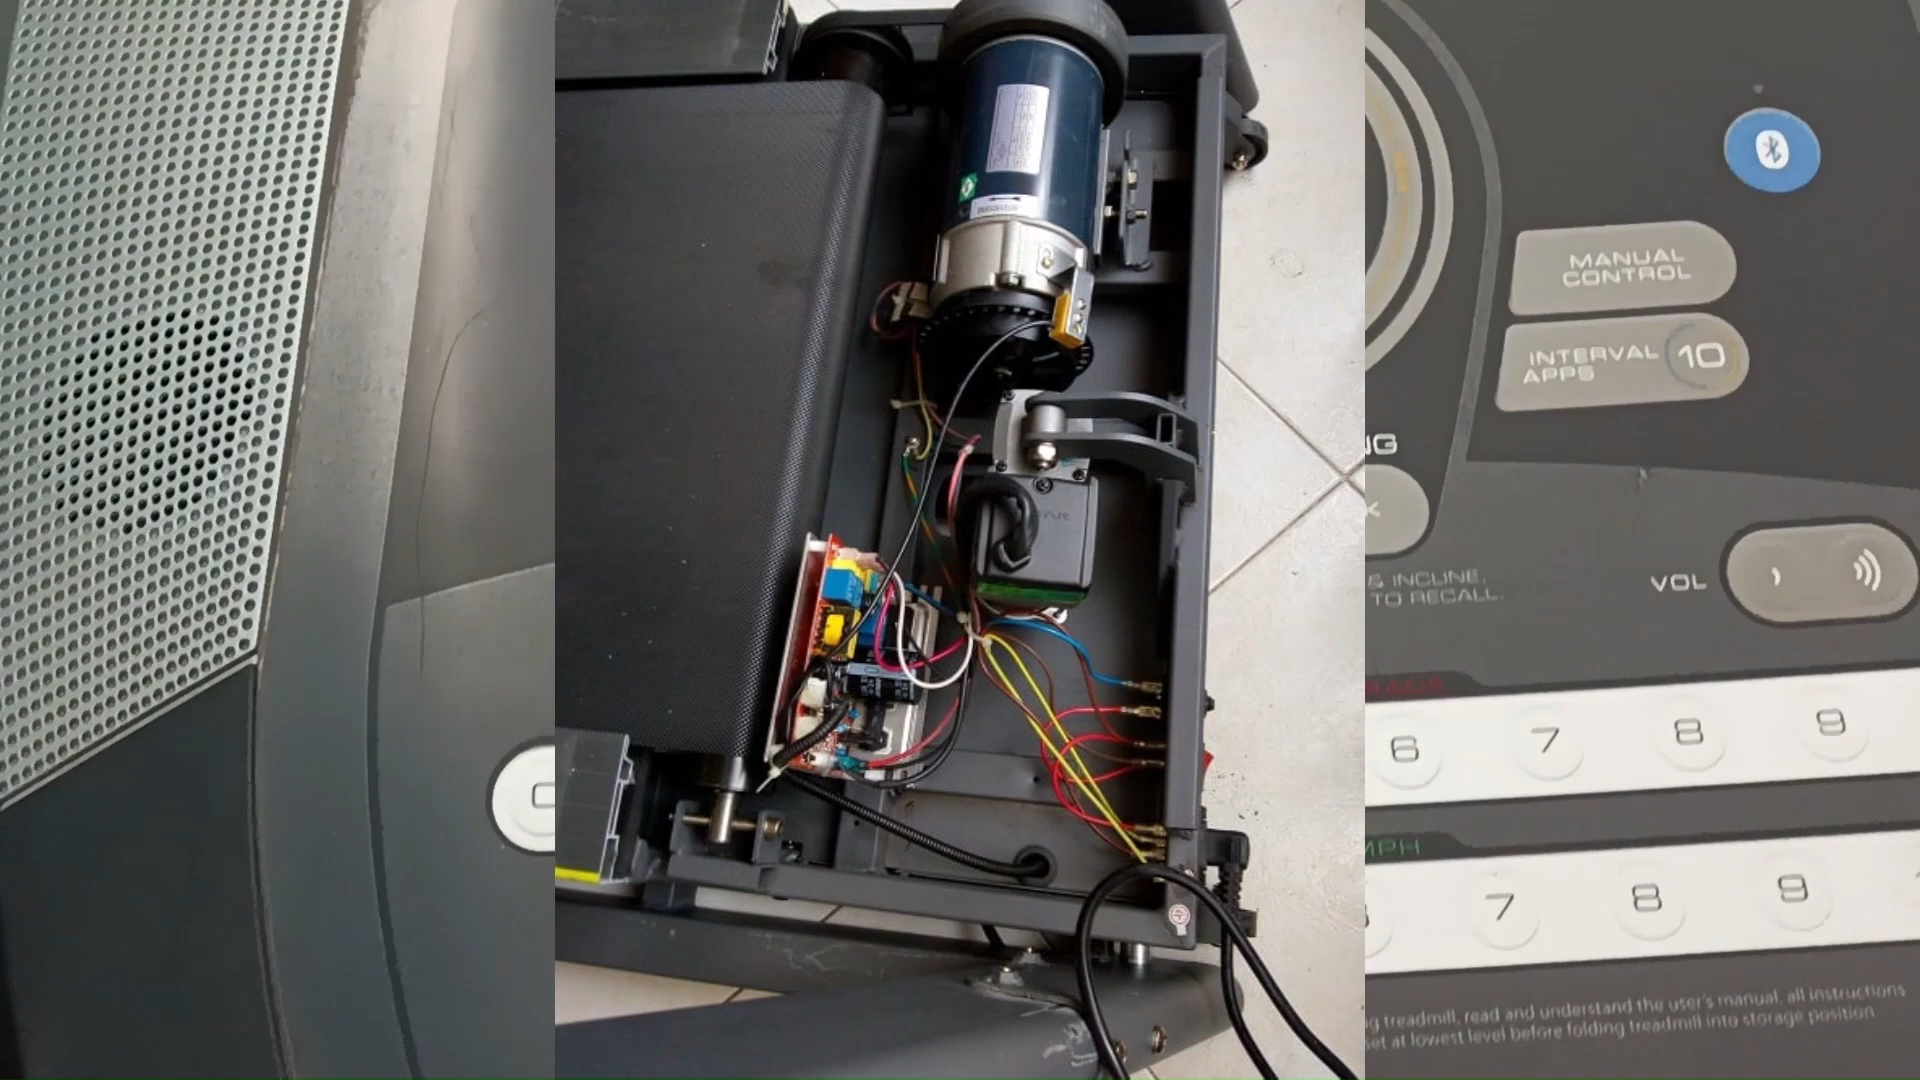 MANUAL
CONTROL
INTERVAL
APPS
10
NG
& INCLINE.
TO RECALL.
VOL
6
7
8
9
MPH
7
8
9
treadmill, read and understand the user's manual, all instructions
set at lowest level before folding treadmill into storage position